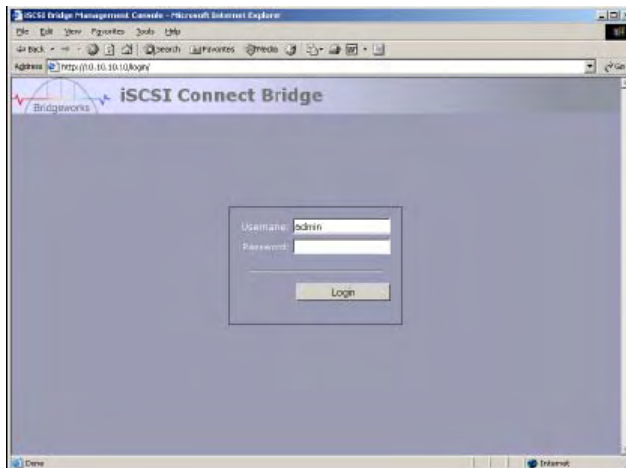 iSCSI Bridge Management Console - Microsoft Internet Explorer
File Edit View Favorites Tools Help
Back Search Favorites Media
Address http://10.10.10.10/login/ Go
Bridgeworks
iSCSI Connect Bridge
Username: admin
Password:
Login
Done Internet